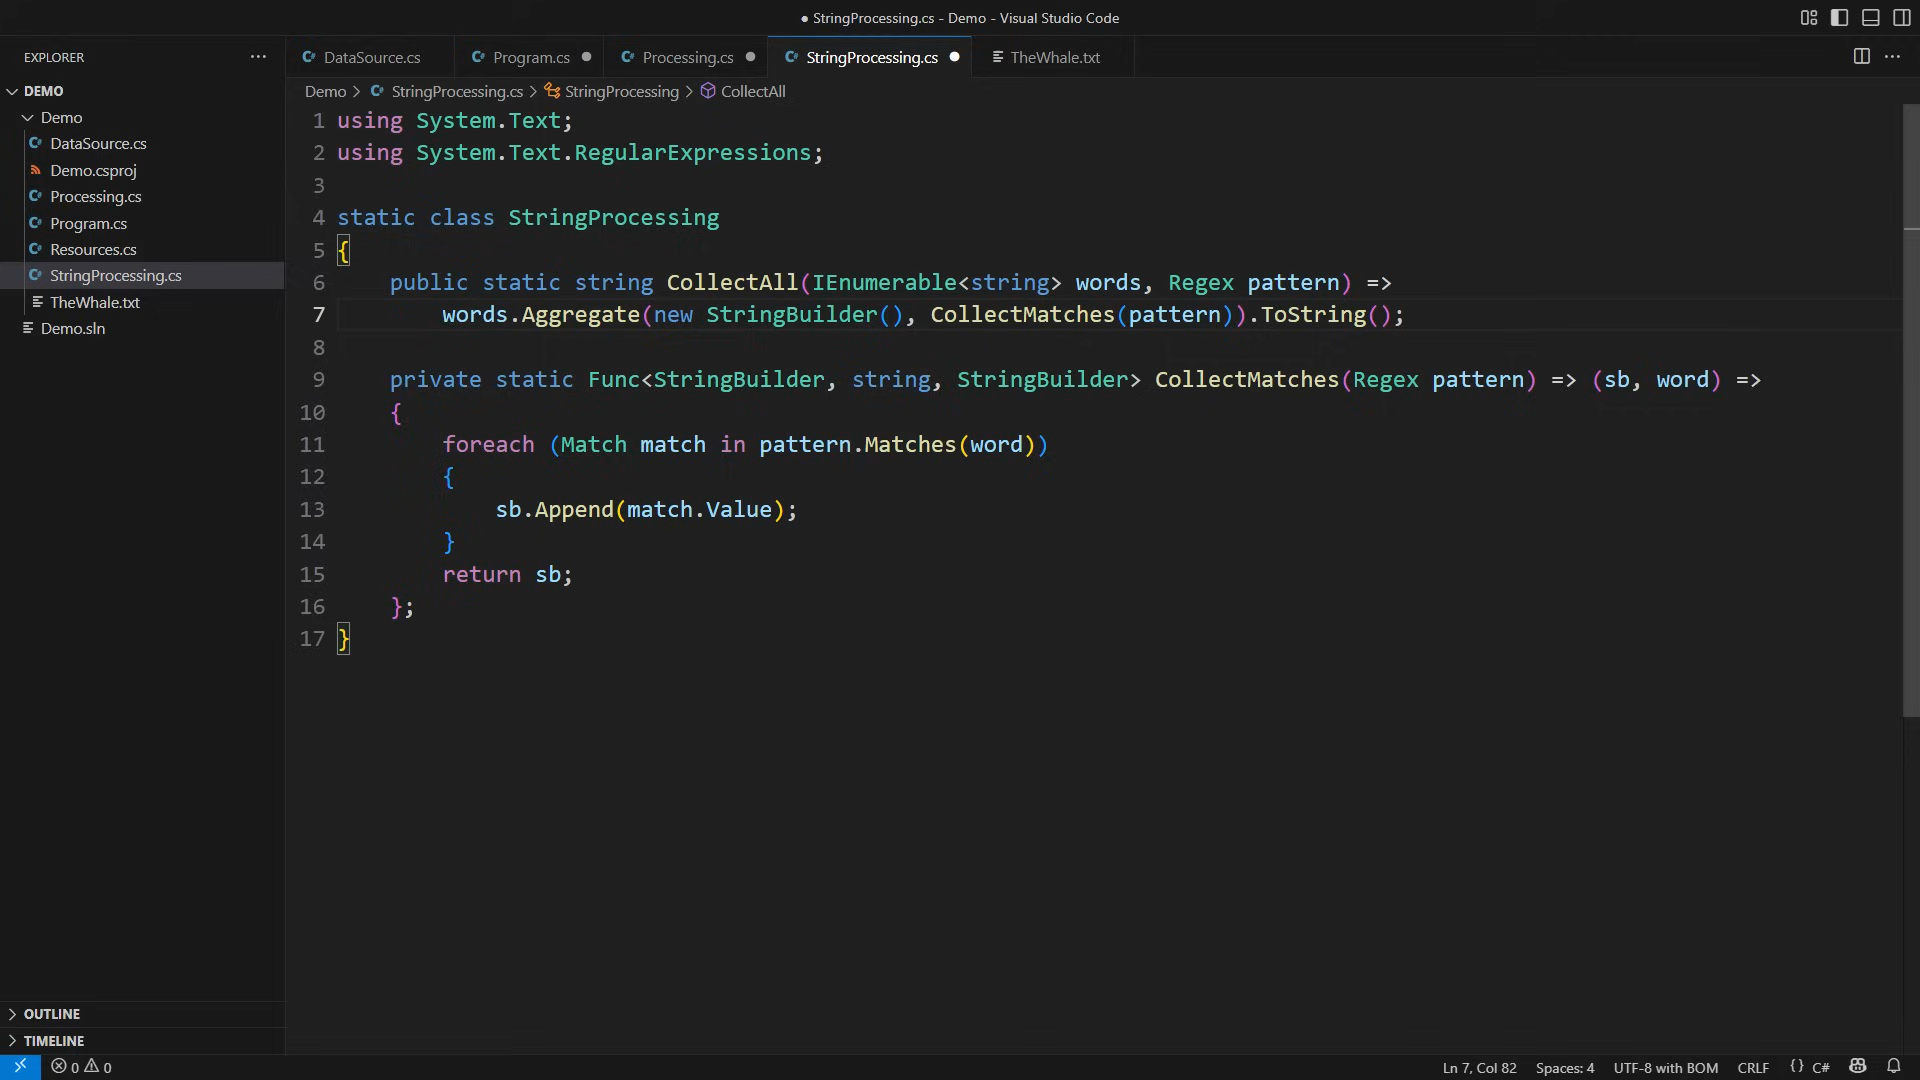 ● StringProcessing.cs - Demo - Visual Studio Code
EXPLORER
DataSource.cs
Program.cs
Processing.cs
StringProcessing.cs
TheWhale.txt
DEMO
Demo
DataSource.cs
Demo.csproj
Processing.cs
Program.cs
Resources.cs
StringProcessing.cs
TheWhale.txt
Demo.sln
Demo > StringProcessing.cs > StringProcessing > CollectAll
1 using System.Text;
2 using System.Text.RegularExpressions;
3
4 static class StringProcessing
5 {
6     public static string CollectAll(IEnumerable<string> words, Regex pattern) =>
7         words.Aggregate(new StringBuilder(), CollectMatches(pattern)).ToString();
8
9     private static Func<StringBuilder, string, StringBuilder> CollectMatches(Regex pattern) => (sb, word) =>
10     {
11         foreach (Match match in pattern.Matches(word))
12         {
13             sb.Append(match.Value);
14         }
15         return sb;
16     };
17 }
OUTLINE
TIMELINE
0 0
Ln 7, Col 82
Spaces: 4
UTF-8 with BOM
CRLF
{ } C#